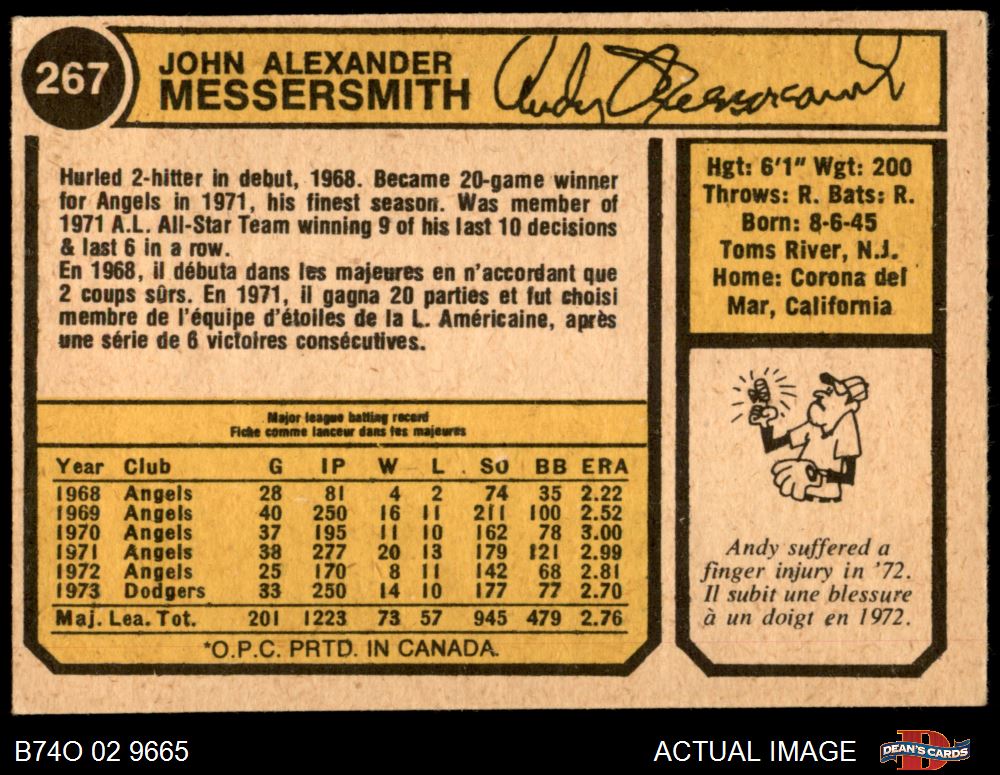 267
JOHN ALEXANDER
MESSERSMITH
Andy Messersmith
Hurled 2-hitter in debut, 1968. Became 20-game winner
for Angels in 1971, his finest season. Was member of
1971 A.L. All-Star Team winning 9 of his last 10 decisions
& last 6 in a row.
En 1968, il débuta dans les majeures en n'accordant que
2 coups sûrs. En 1971, il gagna 20 parties et fut choisi
membre de l'équipe d'étoiles de la L. Américaine, après
une série de 6 victoires consécutives.
Hgt: 6'1" Wgt: 200
Throws: R. Bats: R.
Born: 8-6-45
Toms River, N.J.
Home: Corona del
Mar, California
Major league batting record
Fiche comme lanceur dans les majeures
Year Club G IP W L SO BB ERA
1968 Angels 28 81 4 2 74 35 2.22
1969 Angels 40 250 16 11 211 100 2.52
1970 Angels 37 195 11 10 162 78 3.00
1971 Angels 38 277 20 13 179 121 2.99
1972 Angels 25 170 8 11 142 68 2.81
1973 Dodgers 33 250 14 10 177 77 2.70
Maj. Lea. Tot. 201 1223 73 57 945 479 2.76
*O.P.C. PRTD. IN CANADA.
Andy suffered a
finger injury in '72.
Il subit une blessure
à un doigt en 1972.
B74O 02 9665
ACTUAL IMAGE
DEAN'S CARDS